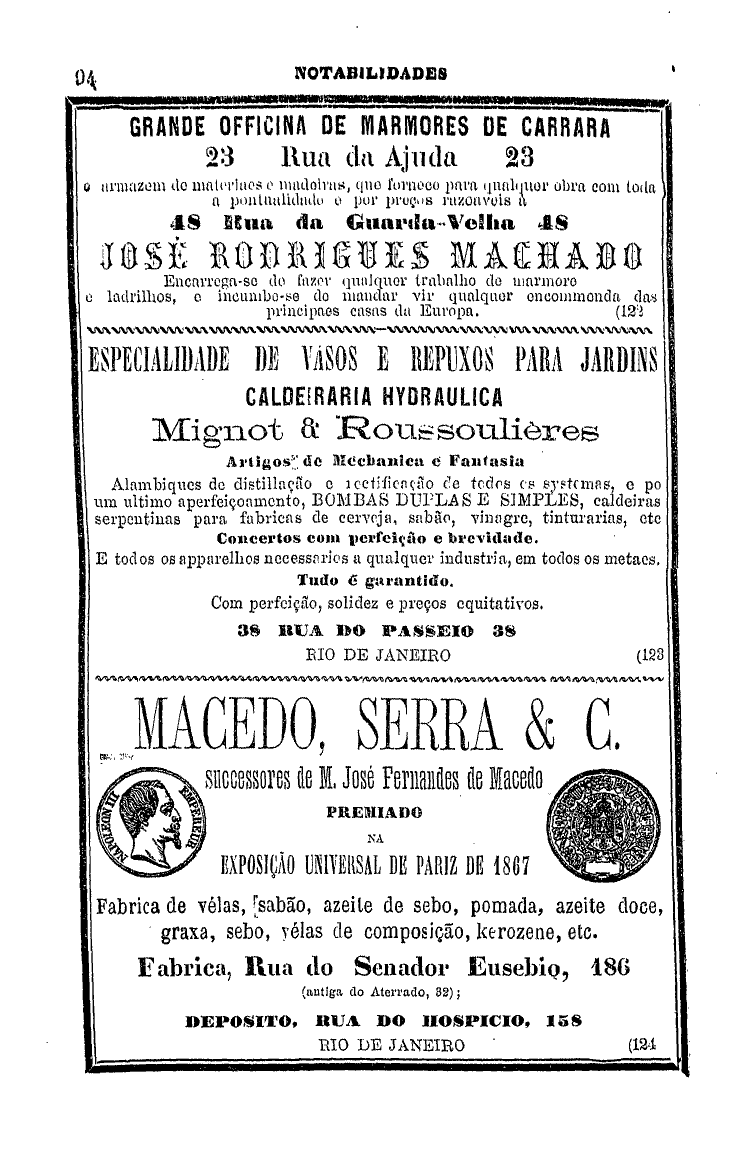 94
NOTABILIDADES
GRANDE OFFICINA DE MARMORES DE CARRARA
23 Rua da Ajuda 23
e armazem de materiaes e madeiras, que fornece para qualquer obra com toda
a pontualidade e por preços razoaveis á
48 Rua da Guarda-Velha 48
JOSÉ RODRIGUES MACHADO
Encarrega-se de fazer qualquer trabalho de marmore
e ladrilhos, e incumbe-se de mandar vir qualquer encommenda das
principaes casas da Europa. (122
ESPECIALIDADE DE VASOS E REPUXOS PARA JARDINS
CALDEIRARIA HYDRAULICA
Mignot & Roussoulières
Artigos de Mechanica e Fantasia
Alambiques de distillação e rectificação de todos os systemas, e po
um ultimo aperfeiçoamento, BOMBAS DUPLAS E SIMPLES, caldeiras
serpentinas para fabricas de cerveja, sabão, vinagre, tinturarias, etc
Concertos com perfeição e brevidade.
E todos os apparelhos necessarios a qualquer industria, em todos os metaes.
Tudo é garantido.
Com perfeição, solidez e preços equitativos.
38 RUA DO PASSEIO 38
RIO DE JANEIRO (123
MACEDO, SERRA & C.
successores de M. José Fernandes de Macedo
NAPOLEON III EMPEREUR
PREMIADO
NA
EXPOSIÇÃO UNIVERSAL DE PARIZ DE 1867
Fabrica de vélas, sabão, azeite de sebo, pomada, azeite doce,
graxa, sebo, vélas de composição, kerozene, etc.
Fabrica, Rua do Senador Eusebio, 186
(antiga do Aterrado, 32);
DEPOSITO, RUA DO HOSPICIO, 158
RIO DE JANEIRO (124